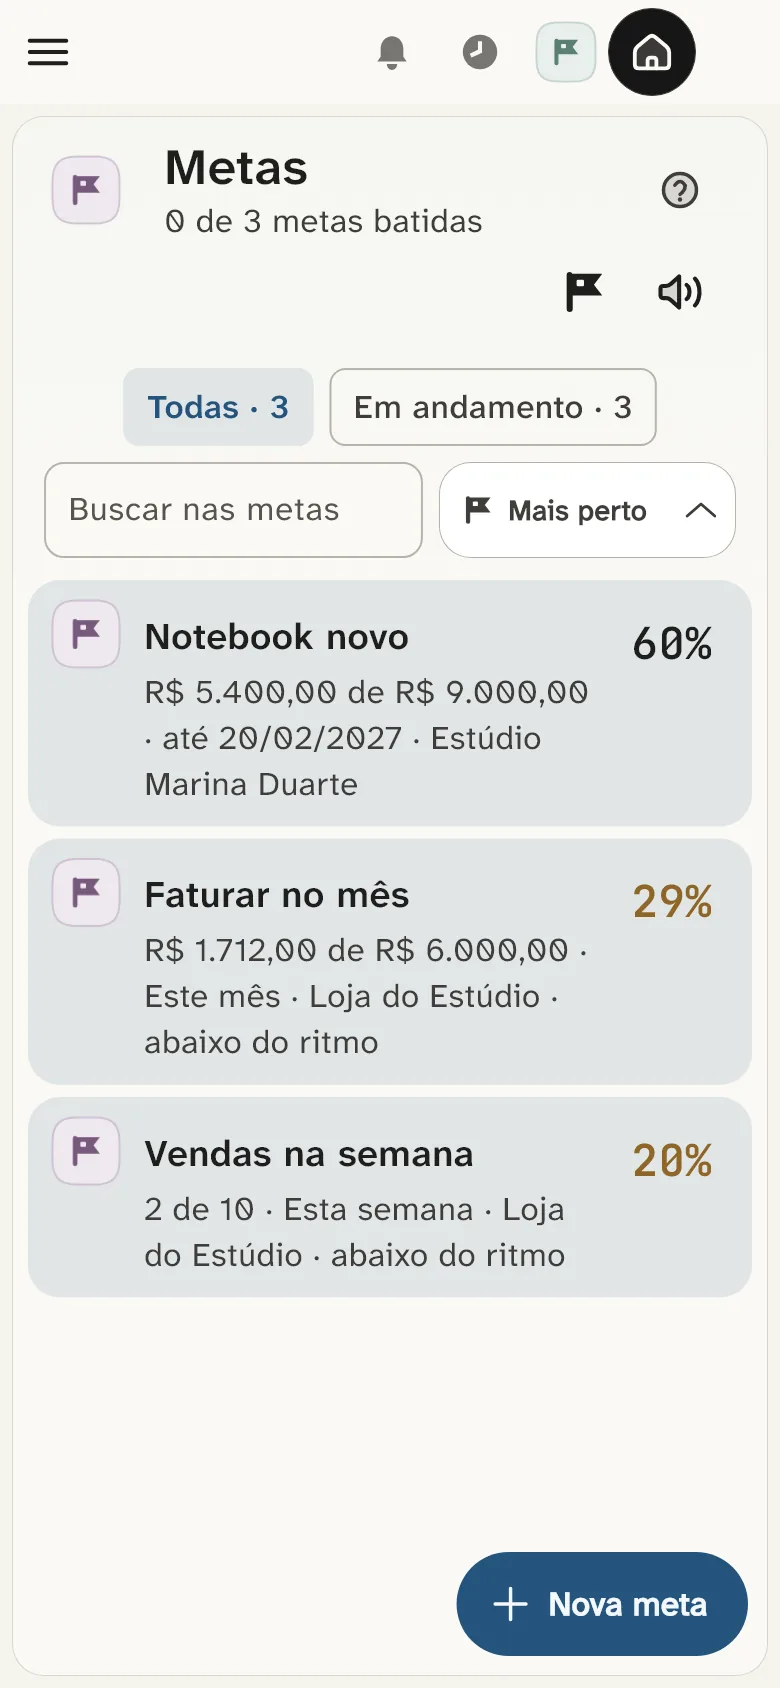 Metas
0 de 3 metas batidas
Todas · 3
Em andamento · 3
Buscar nas metas
Mais perto
Notebook novo
60%
R$ 5.400,00 de R$ 9.000,00
· até 20/02/2027 · Estúdio
Marina Duarte
Faturar no mês
29%
R$ 1.712,00 de R$ 6.000,00 ·
Este mês · Loja do Estúdio ·
abaixo do ritmo
Vendas na semana
20%
2 de 10 · Esta semana · Loja
do Estúdio · abaixo do ritmo
Nova meta